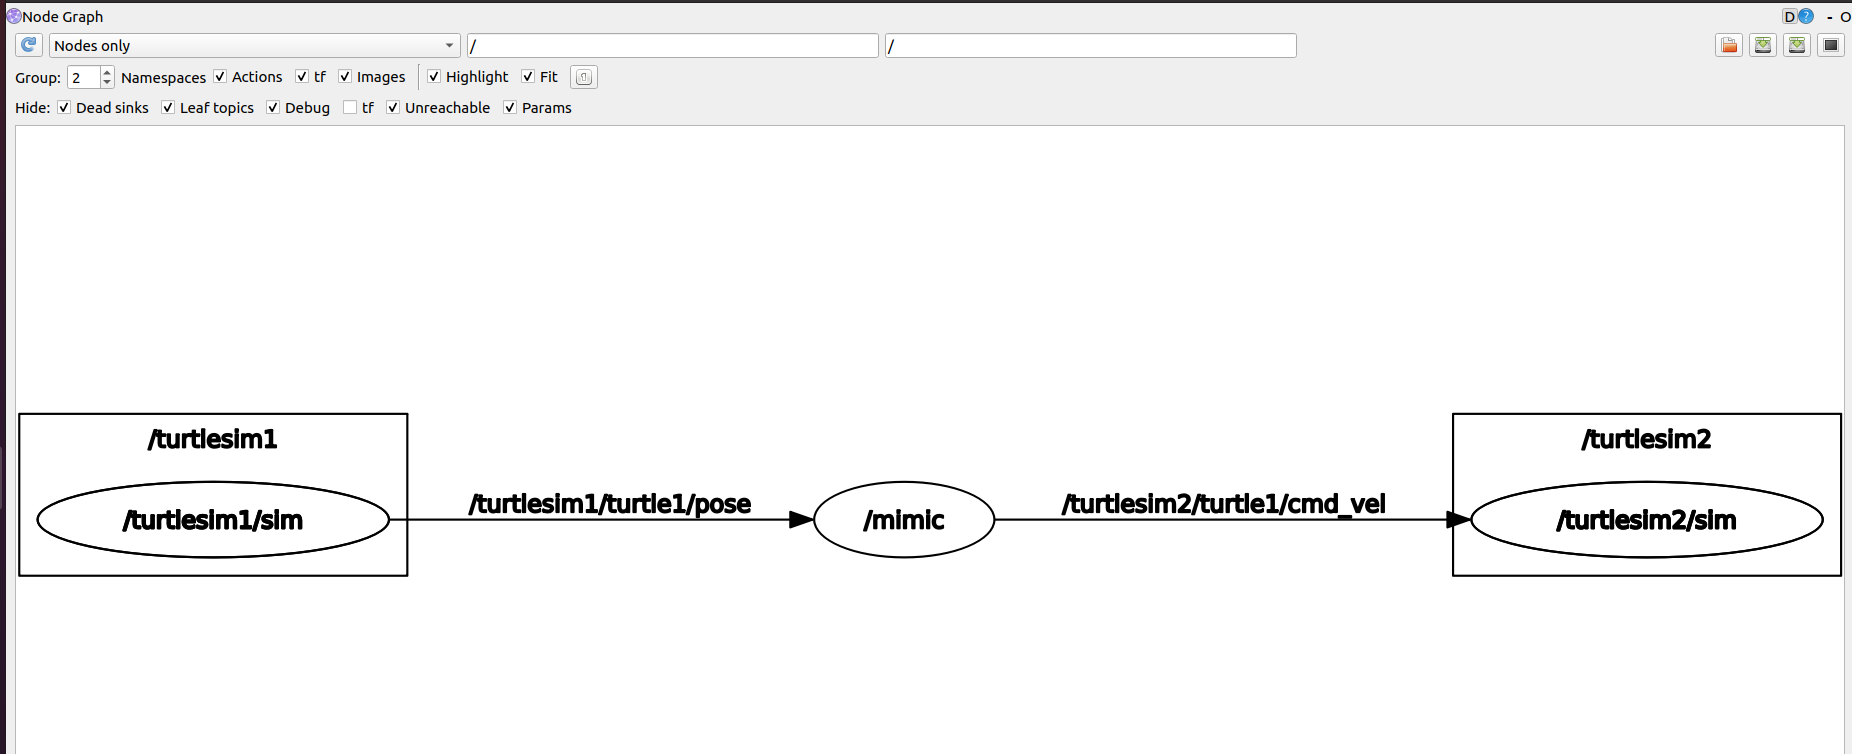 Node Graph D ? - O
Nodes only / /
Group: 2 Namespaces Actions tf Images Highlight Fit
Hide: Dead sinks Leaf topics Debug tf Unreachable Params
/turtlesim1 /turtlesim2
/turtlesim1/sim /turtlesim1/turtle1/pose /mimic /turtlesim2/turtle1/cmd_vel /turtlesim2/sim